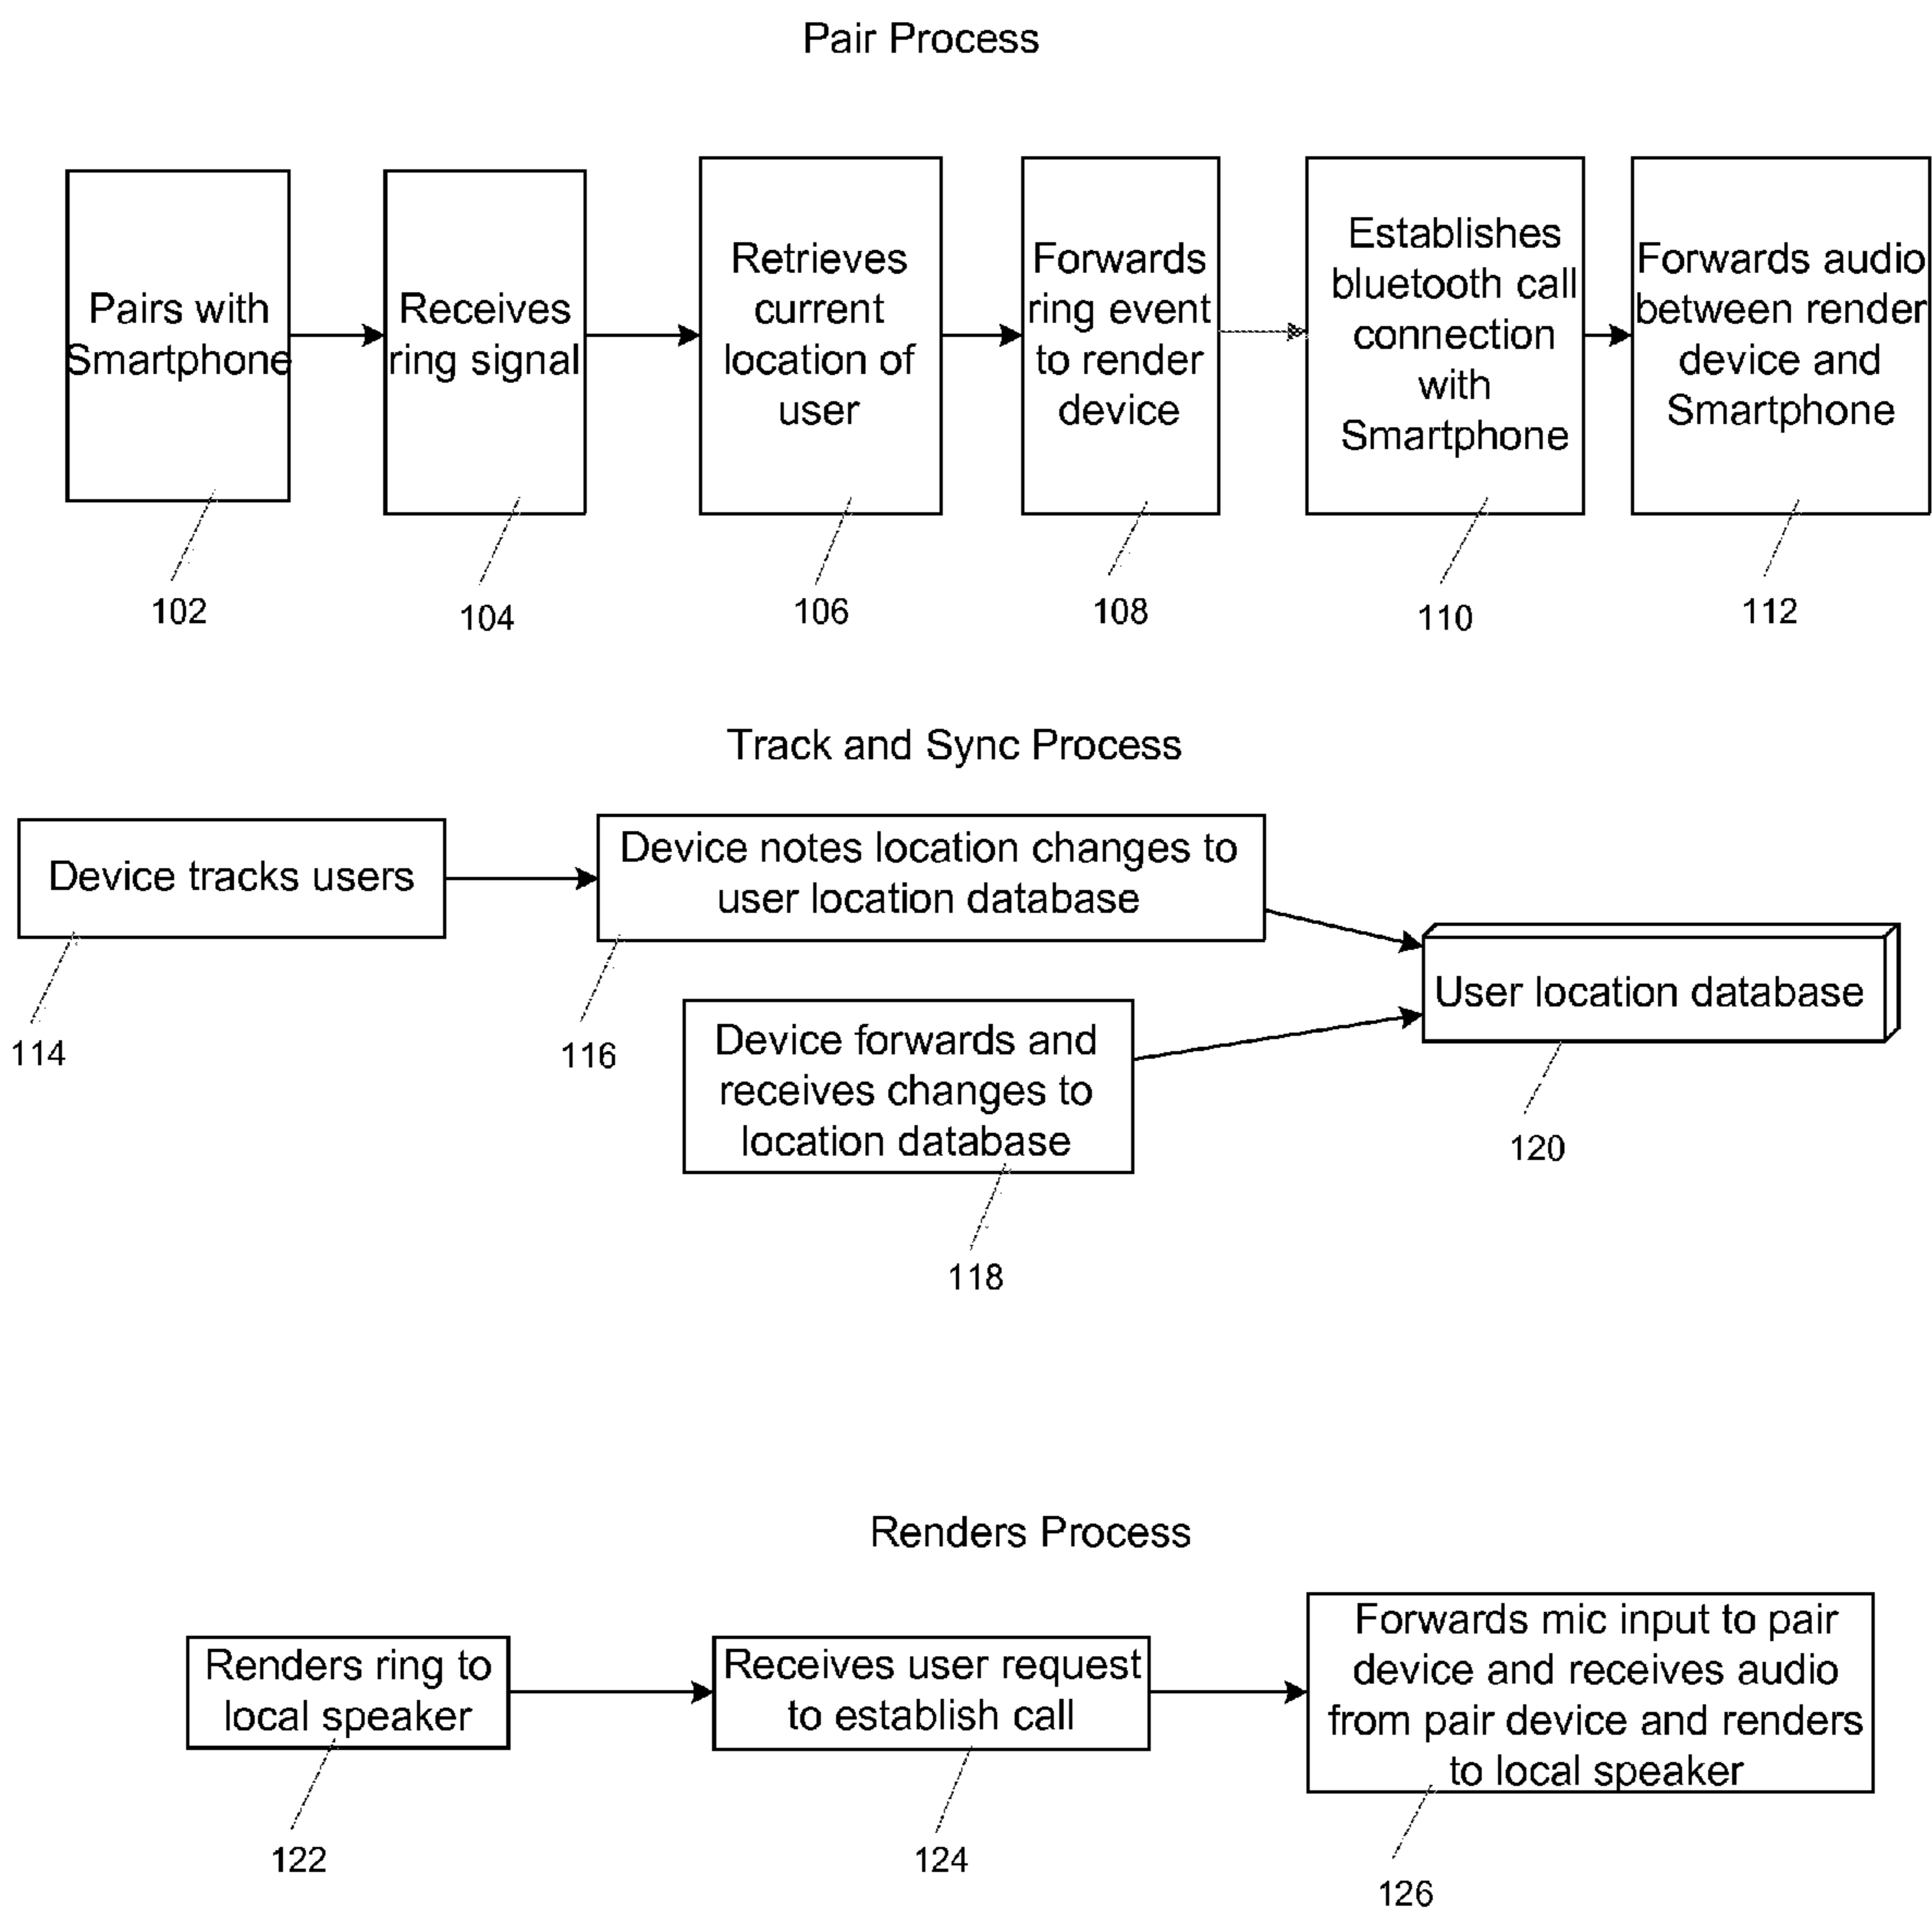 Pair Process
Pairs with
Smartphone
Receives
ring signal
Retrieves
current
location of
user
Forwards
ring event
to render
device
Establishes
bluetooth call
connection
with
Smartphone
Forwards audio
between render
device and
Smartphone
102
104
106
108
110
112
Track and Sync Process
Device tracks users
Device notes location changes to
user location database
User location database
Device forwards and
receives changes to
location database
114
116
120
118
Renders Process
Renders ring to
local speaker
Receives user request
to establish call
Forwards mic input to pair
device and receives audio
from pair device and renders
to local speaker
122
124
126